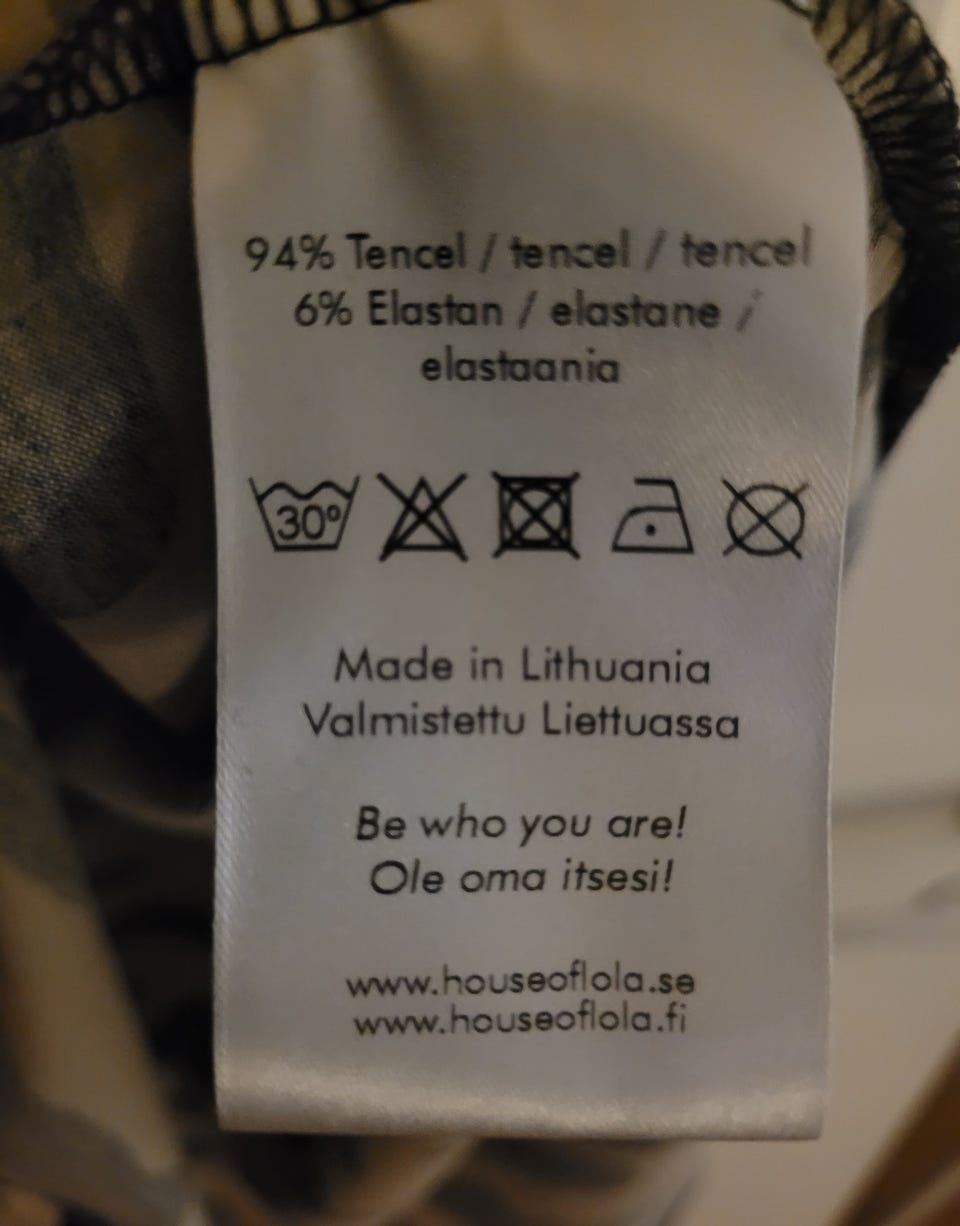 94% Tencel / tencel / tencel
6% Elastan / elastane /
elastaania
30°
Made in Lithuania
Valmistettu Liettuassa
Be who you are!
Ole oma itsesi!
www.houseoflola.se
www.houseoflola.fi